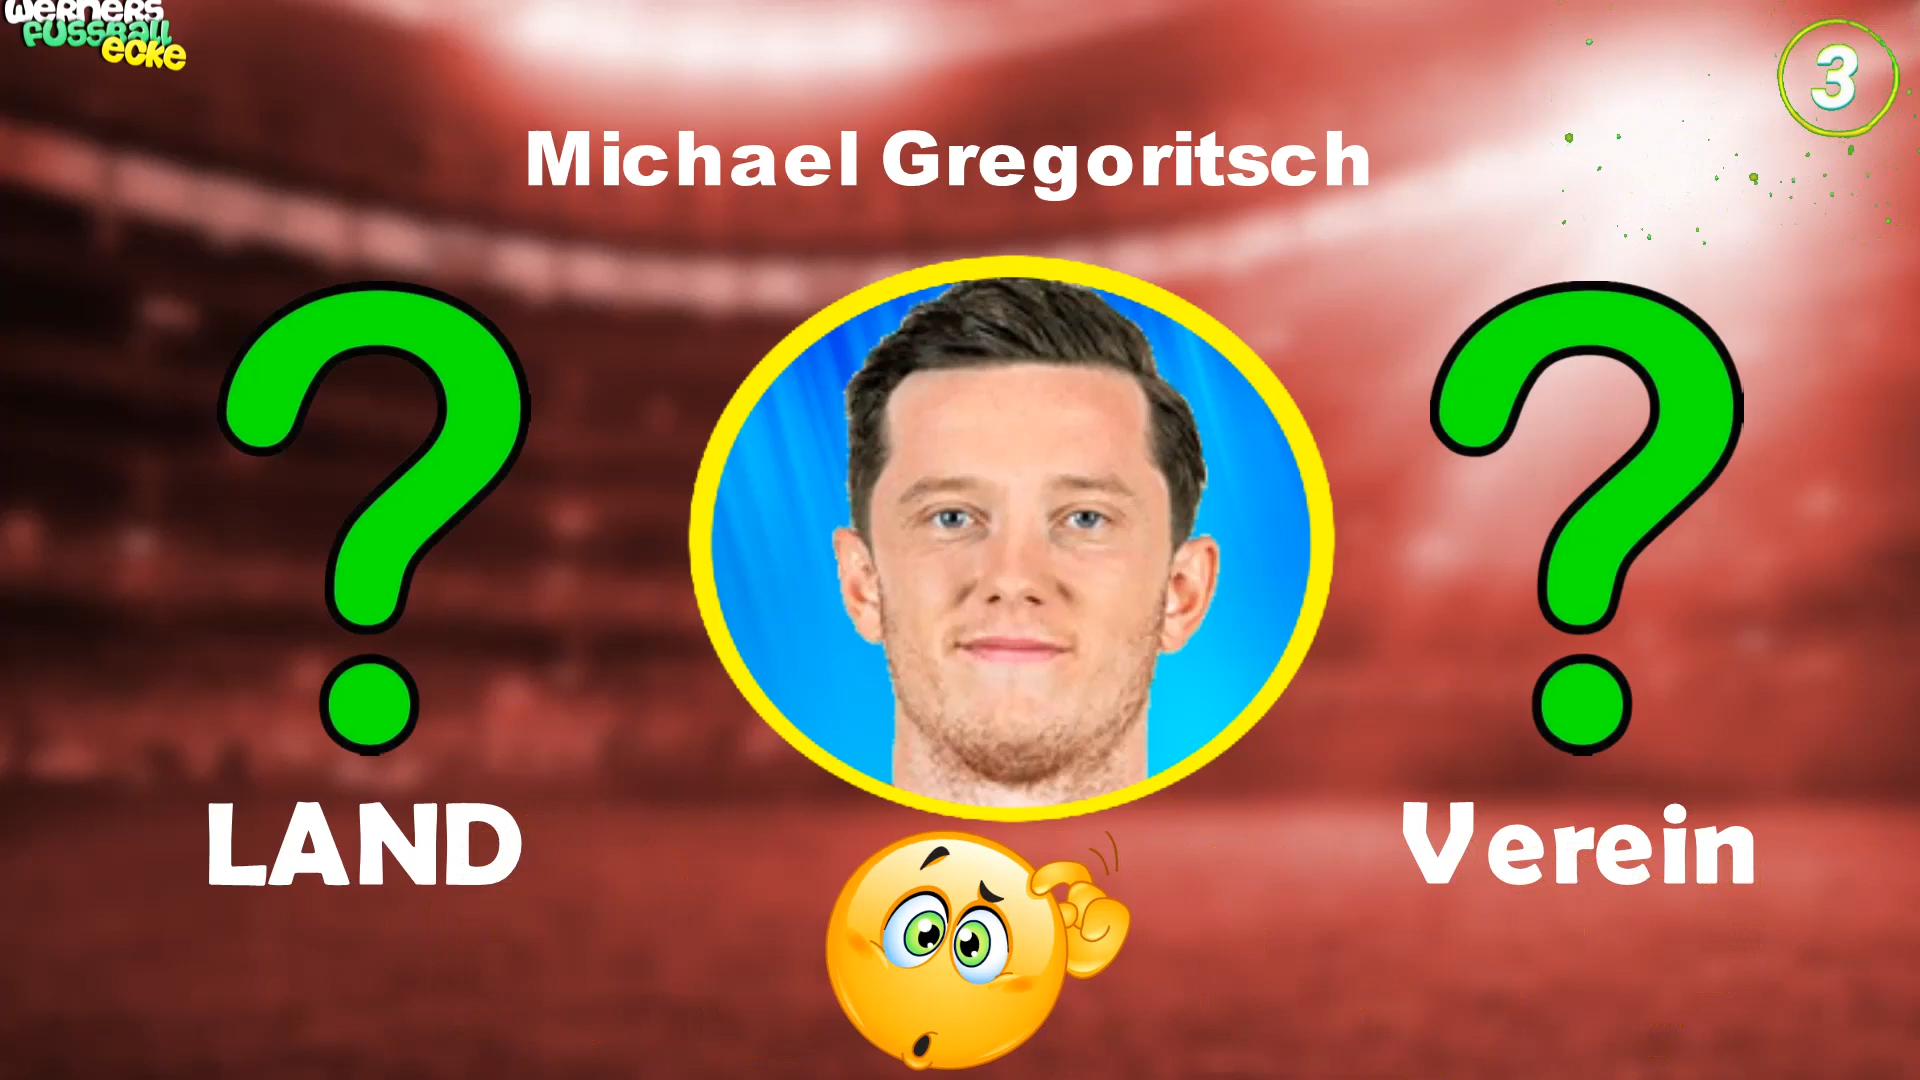 WERNERS
FUSSBALL
ECKE
3
Michael Gregoritsch
LAND
Verein